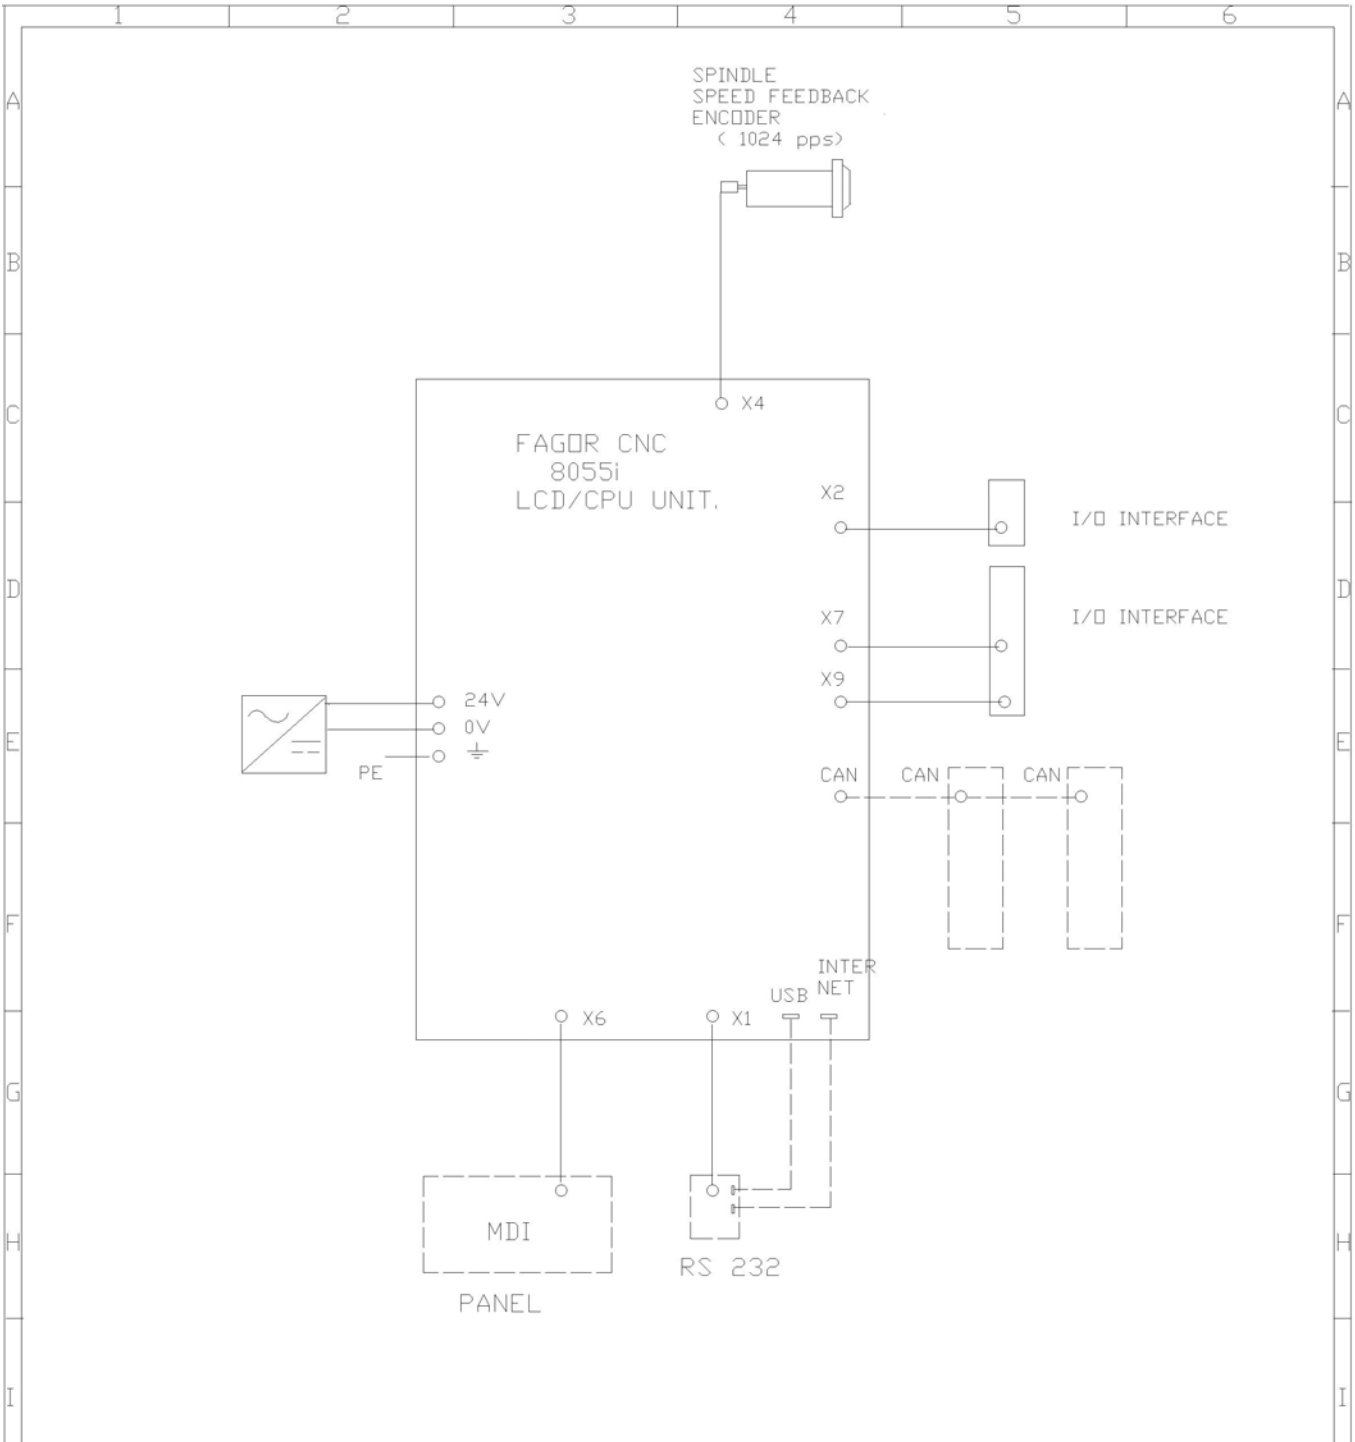 1 2 3 4 5 6
A A
SPINDLE
SPEED FEEDBACK
ENCODER
( 1024 pps)
B B
C C
X4
FAGOR CNC
8055i
LCD/CPU UNIT.
X2
I/O INTERFACE
D D
X7
I/O INTERFACE
X9
24V
0V
E E
PE
CAN CAN CAN
F F
INTER
NET
USB
X6 X1
G G
MDI
H H
RS 232
PANEL
I I